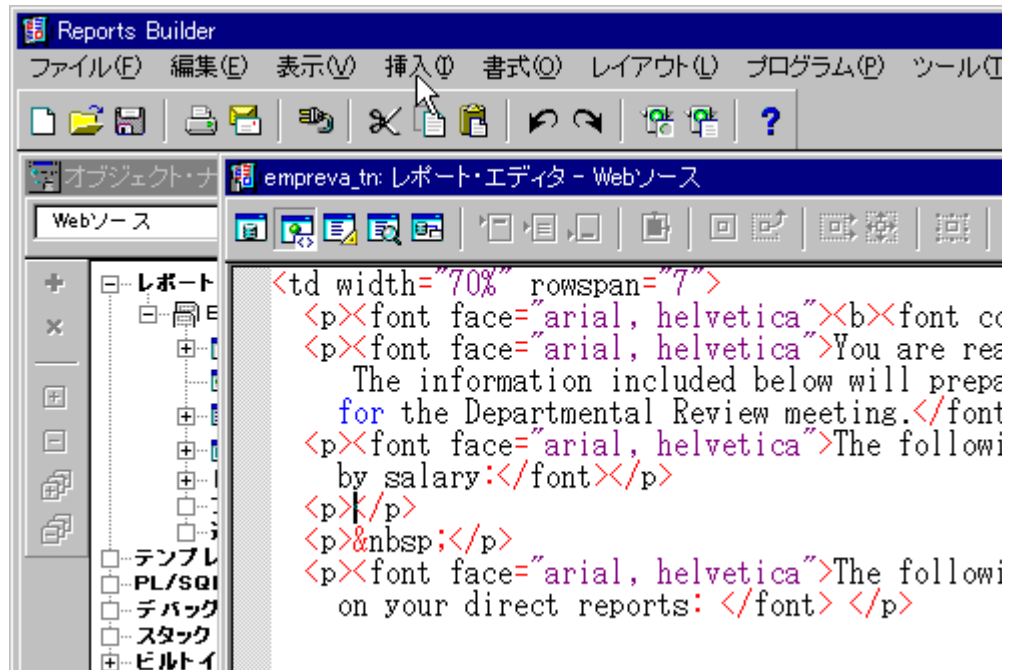 Reports Builder
ファイル(F) 編集(E) 表示(V) 挿入(I) 書式(O) レイアウト(L) プログラム(P) ツール(T
オブジェクト・ナ
empreva_tn: レポート・エディタ - Webソース
Webソース
レポート
テンプレ
PL/SQL
デバック
スタック
ビルトイ
<td width="70%" rowspan="7">
<p><font face="arial, helvetica"><b><font co
<p><font face="arial, helvetica">You are rea
The information included below will prepa
for the Departmental Review meeting.</font
<p><font face="arial, helvetica">The followi
by salary:</font></p>
<p></p>
<p>&nbsp;</p>
<p><font face="arial, helvetica">The followi
on your direct reports: </font> </p>